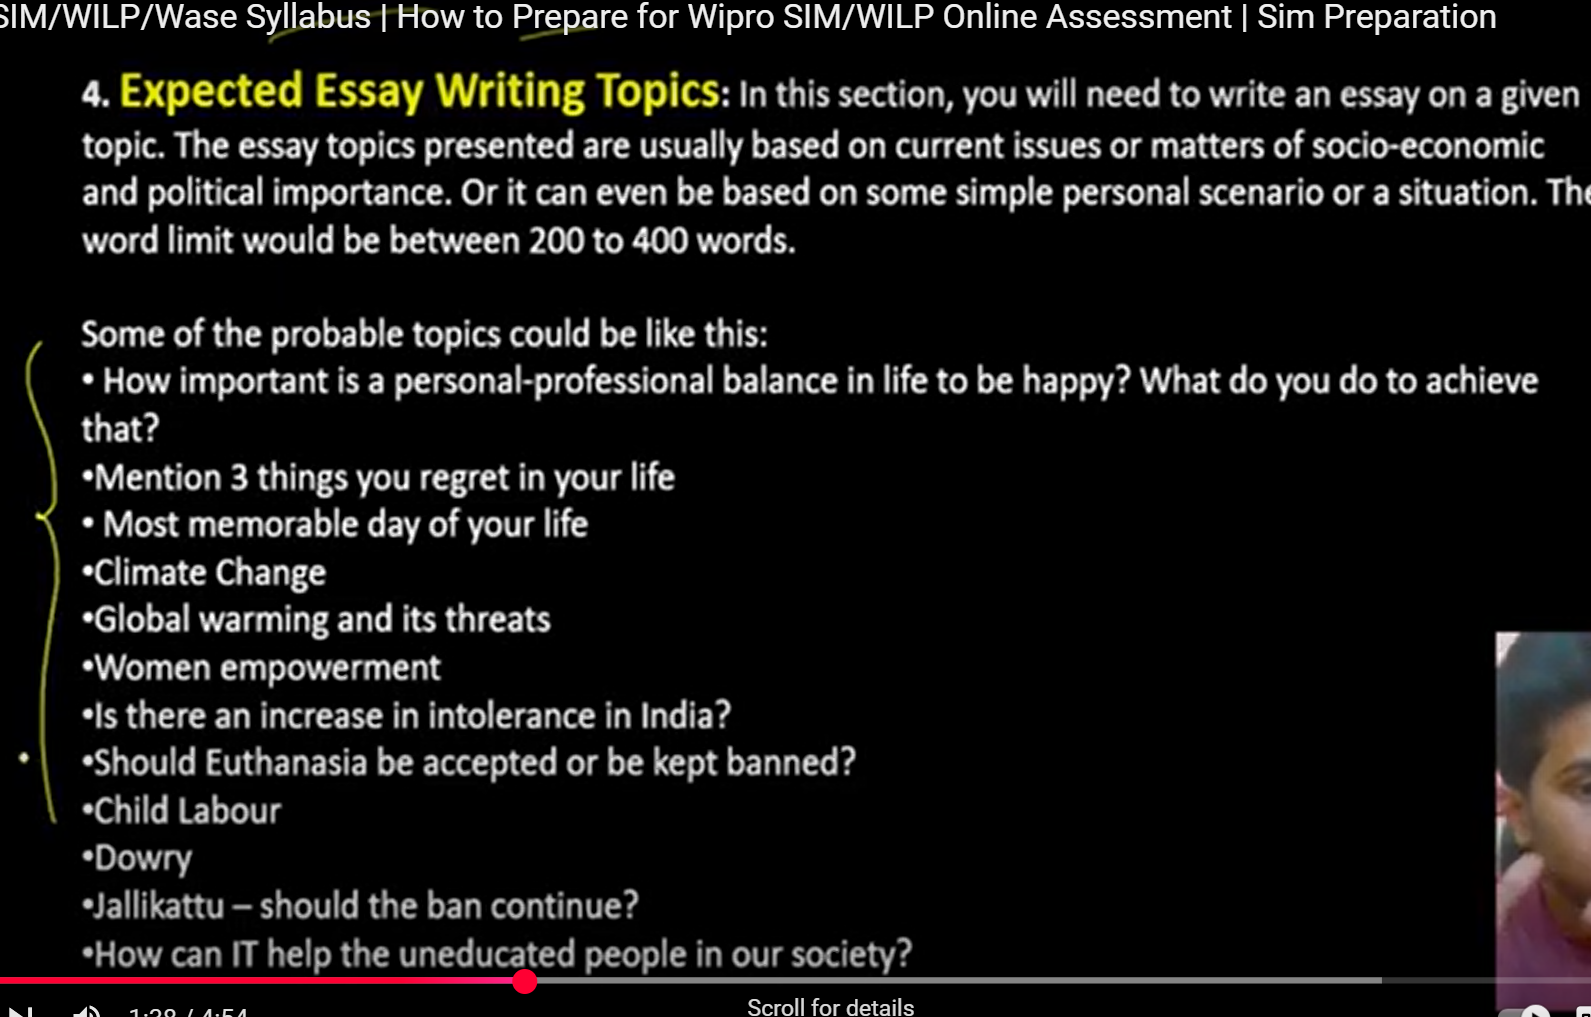 SIM/WILP/Wase Syllabus | How to Prepare for Wipro SIM/WILP Online Assessment | Sim Preparation
4. Expected Essay Writing Topics: In this section, you will need to write an essay on a given
topic. The essay topics presented are usually based on current issues or matters of socio-economic
and political importance. Or it can even be based on some simple personal scenario or a situation. The
word limit would be between 200 to 400 words.
Some of the probable topics could be like this:
• How important is a personal-professional balance in life to be happy? What do you do to achieve
that?
•Mention 3 things you regret in your life
• Most memorable day of your life
•Climate Change
•Global warming and its threats
•Women empowerment
•Is there an increase in intolerance in India?
•Should Euthanasia be accepted or be kept banned?
•Child Labour
•Dowry
•Jallikattu – should the ban continue?
•How can IT help the uneducated people in our society?
Scroll for details